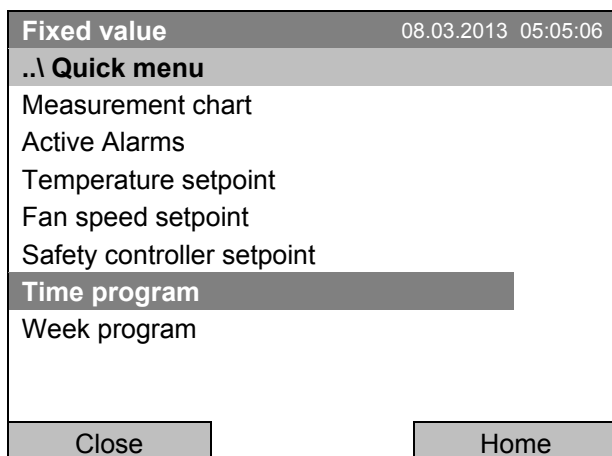 Fixed value 08.03.2013 05:05:06
..\ Quick menu
Measurement chart
Active Alarms
Temperature setpoint
Fan speed setpoint
Safety controller setpoint
Time program
Week program
Close Home